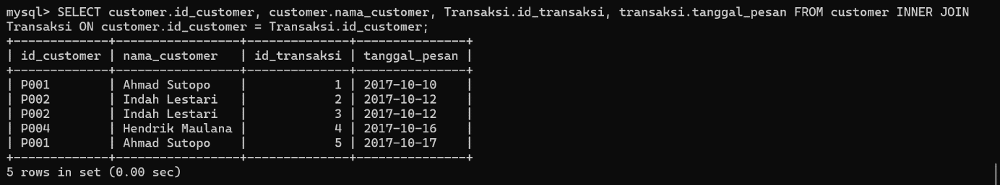 mysql> SELECT customer.id_customer, customer.nama_customer, Transaksi.id_transaksi, transaksi.tanggal_pesan FROM customer INNER JOIN
Transaksi ON customer.id_customer = Transaksi.id_customer;
+-------------+-----------------+--------------+---------------+
| id_customer | nama_customer   | id_transaksi | tanggal_pesan |
+-------------+-----------------+--------------+---------------+
| P001        | Ahmad Sutopo    |            1 | 2017-10-10    |
| P002        | Indah Lestari   |            2 | 2017-10-12    |
| P002        | Indah Lestari   |            3 | 2017-10-12    |
| P004        | Hendrik Maulana |            4 | 2017-10-16    |
| P001        | Ahmad Sutopo    |            5 | 2017-10-17    |
+-------------+-----------------+--------------+---------------+
5 rows in set (0.00 sec)